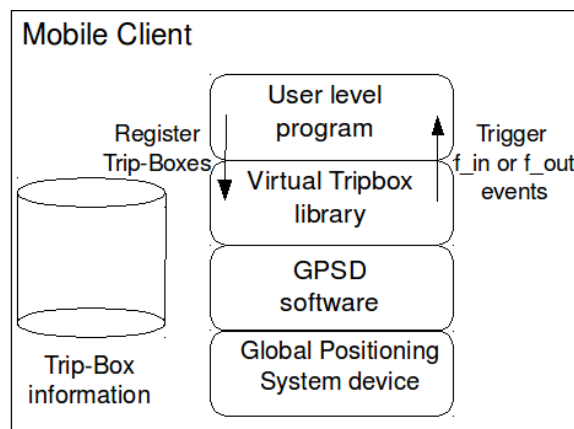 Mobile Client
User level
program
Register
Trip-Boxes
Trigger
f_in or f_out
events
Virtual Tripbox
library
GPSD
software
Global Positioning
System device
Trip-Box
information